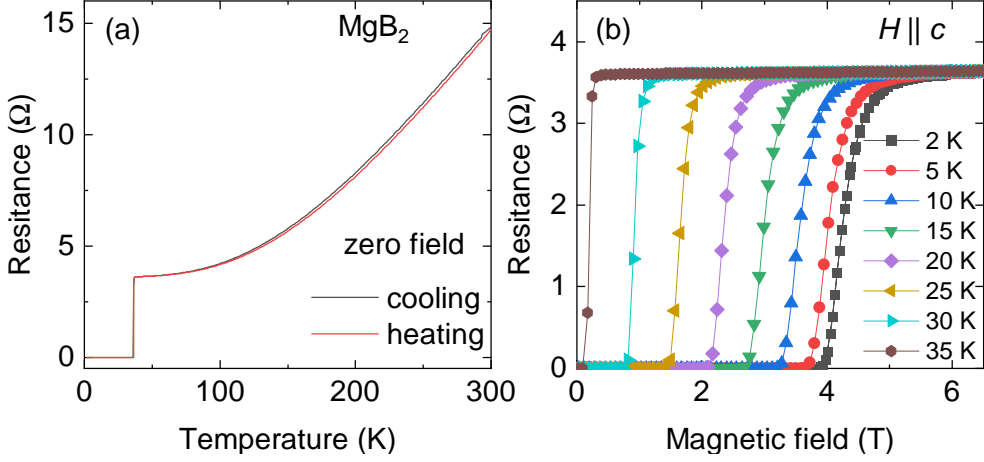 (a)
MgB2
15
10
5
0
Resistance (Ω)
zero field
cooling
heating
0
100
200
300
Temperature (K)
(b)
H || c
4
3
2
1
0
Resitance (Ω)
2 K
5 K
10 K
15 K
20 K
25 K
30 K
35 K
0
2
4
6
Magnetic field (T)